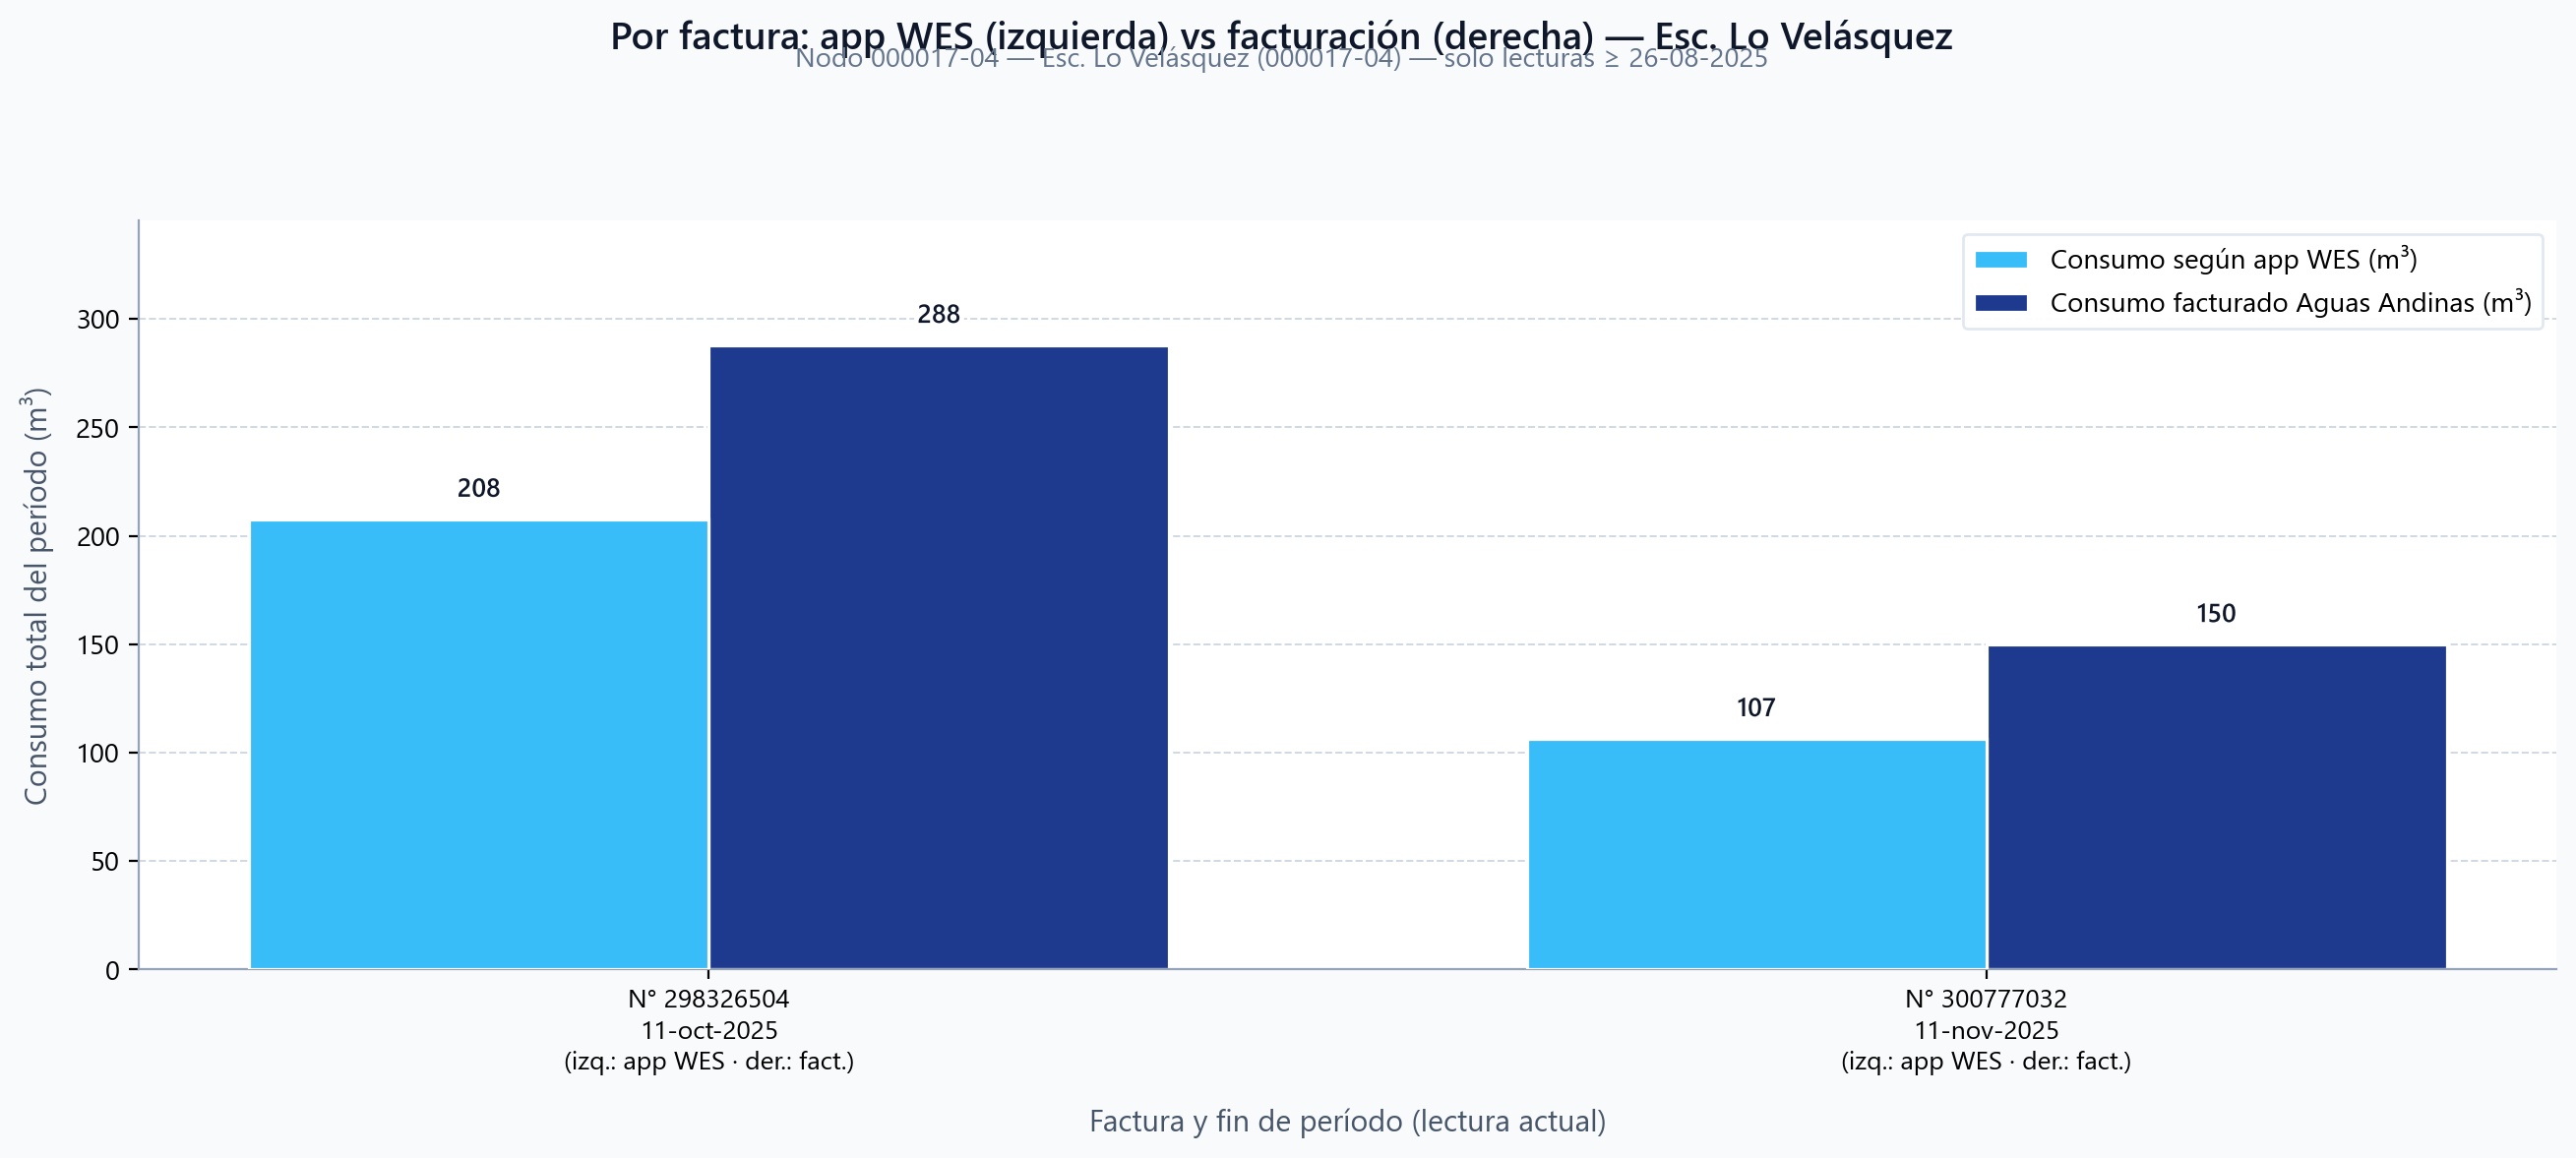 Por factura: app WES (izquierda) vs facturación (derecha) — Esc. Lo Velásquez
Nodo 000017-04 — Esc. Lo Velásquez (000017-04) — solo lecturas ≥ 26-08-2025
Consumo según app WES (m³)
Consumo facturado Aguas Andinas (m³)
Consumo total del período (m³)
300
250
200
150
100
50
0
208
288
107
150
N° 298326504
11-oct-2025
(izq.: app WES · der.: fact.)
N° 300777032
11-nov-2025
(izq.: app WES · der.: fact.)
Factura y fin de período (lectura actual)